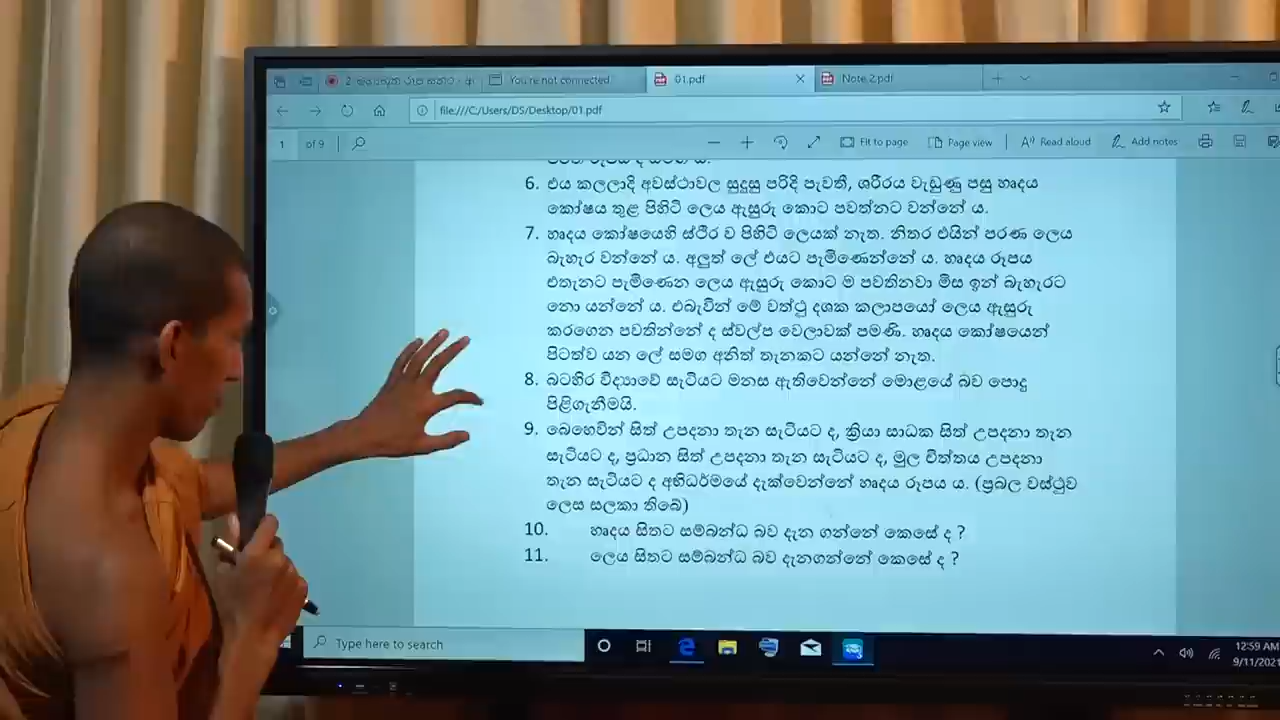 You're not connected
01.pdf
Note 2.pdf
file:///C:/Users/DS/Desktop/01.pdf
1 of 9
Fit to page
Page view
Read aloud
Add notes
6. එය කලලාදි අවස්ථාවල සුදුසු පරිදි පැවතී, ශරීරය වැඩුණු පසු හෘදය
කෝෂය තුළ පිහිටි ලෙය ඇසුරු කොට පවත්නට වන්නේ ය.
7. හෘදය කෝෂයෙහි ස්ථිර ව පිහිටි ලෙයක් නැත. නිතර එයින් පරණ ලෙය
බැහැර වන්නේ ය. අලුත් ලේ එයට පැමිණෙන්නේ ය. හෘදය රූපය
එතැනට පැමිණෙන ලෙය ඇසුරු කොට ම පවතිනවා මිස ඉන් බැහැරට
නො යන්නේ ය. එබැවින් මේ වත්ථු දශක කලාපයෝ ලෙය ඇසුරු
කරගෙන පවතින්නේ ද ස්වල්ප වෙලාවක් පමණි. හෘදය කෝෂයෙන්
පිටත්ව යන ලේ සමග අනිත් තැනකට යන්නේ නැත.
8. බටහිර විද්‍යාවේ සැටියට මනස ඇතිවෙන්නේ මොළයේ බව පොදු
පිළිගැනීමයි.
9. බෙහෙවින් සිත් උපදනා තැන සැටියට ද, ක්‍රියා සාධක සිත් උපදනා තැන
සැටියට ද, ප්‍රධාන සිත් උපදනා තැන සැටියට ද, මුල චිත්තය උපදනා
තැන සැටියට ද අභිධර්මයේ දැක්වෙන්නේ හෘදය රූපය ය. (ප්‍රබල වස්ථුව
ලෙස සලකා තිබේ)
10. හෘදය සිතට සම්බන්ධ බව දැන ගන්නේ කෙසේ ද ?
11. ලෙය සිතට සම්බන්ධ බව දැනගන්නේ කෙසේ ද ?
Type here to search
12:59 AM
9/11/2021